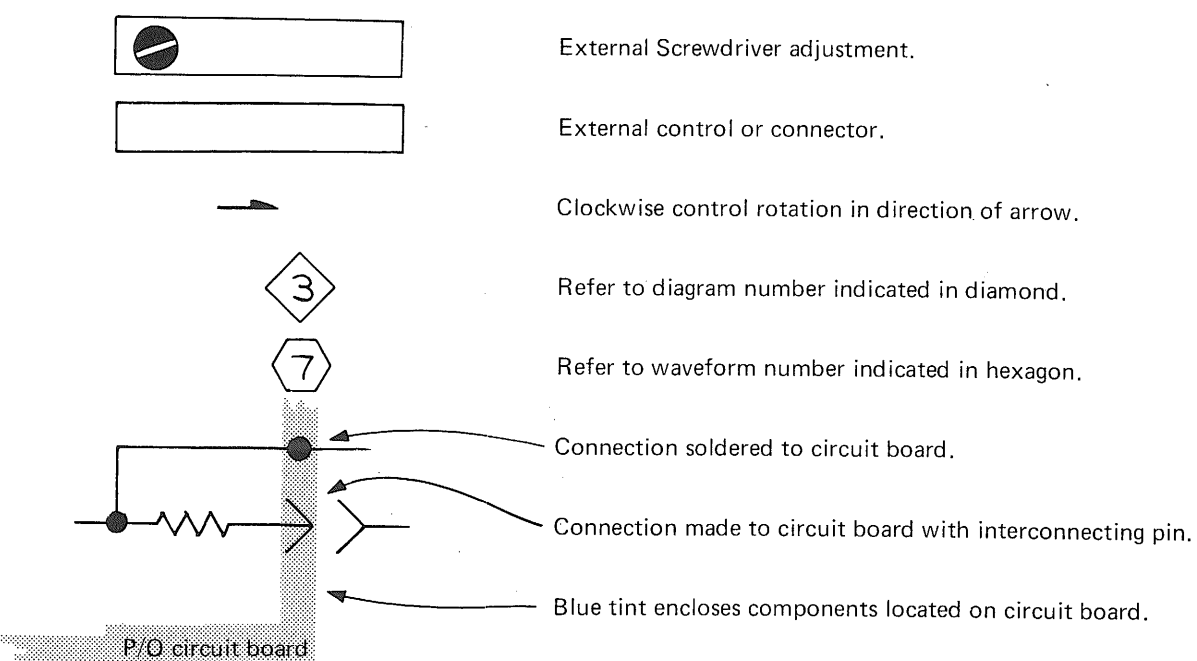 External Screwdriver adjustment.
External control or connector.
Clockwise control rotation in direction of arrow.
3
Refer to diagram number indicated in diamond.
7
Refer to waveform number indicated in hexagon.
Connection soldered to circuit board.
Connection made to circuit board with interconnecting pin.
Blue tint encloses components located on circuit board.
P/O circuit board